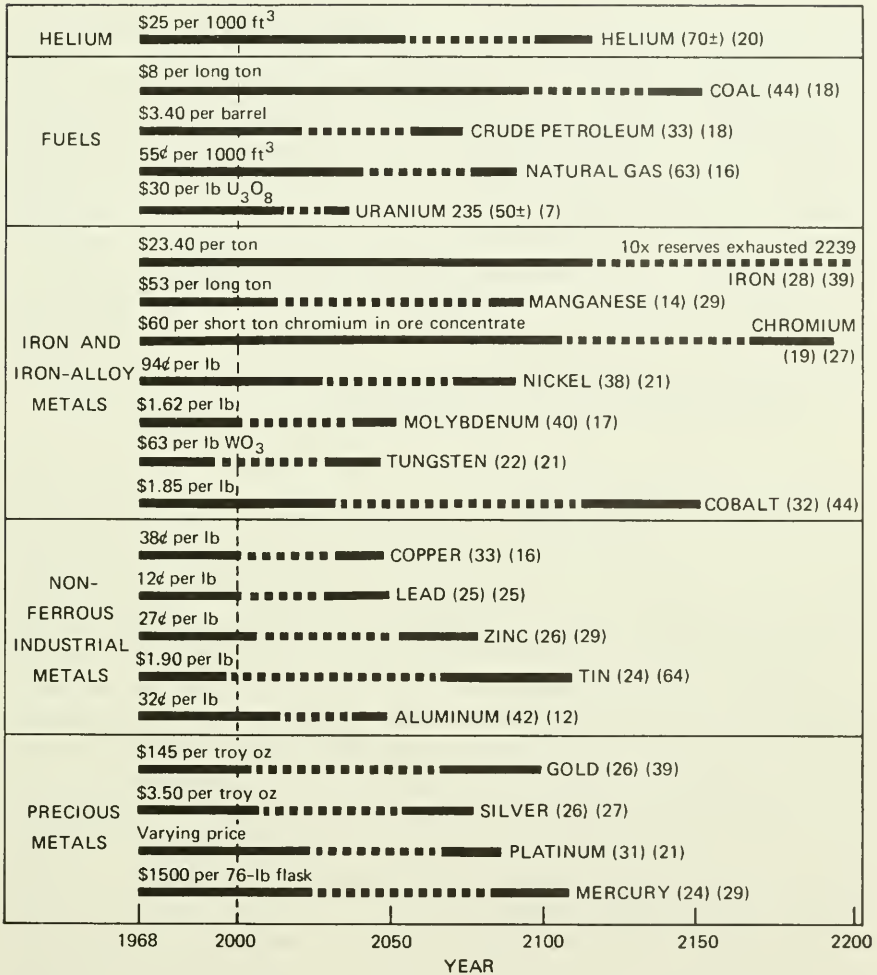 $25 per 1000 ft³
HELIUM
HELIUM (70±) (20)
$8 per long ton
COAL (44) (18)
$3.40 per barrel
FUELS
CRUDE PETROLEUM (33) (18)
55¢ per 1000 ft³
NATURAL GAS (63) (16)
$30 per lb U₃O₈
URANIUM 235 (50±) (7)
$23.40 per ton
10x reserves exhausted 2239
IRON (28) (39)
$53 per long ton
MANGANESE (14) (29)
$60 per short ton chromium in ore concentrate
CHROMIUM
(19) (27)
IRON AND
IRON-ALLOY
METALS
94¢ per lb
NICKEL (38) (21)
$1.62 per lb
MOLYBDENUM (40) (17)
$63 per lb WO₃
TUNGSTEN (22) (21)
$1.85 per lb
COBALT (32) (44)
38¢ per lb
COPPER (33) (16)
NON-
FERROUS
INDUSTRIAL
METALS
12¢ per lb
LEAD (25) (25)
27¢ per lb
ZINC (26) (29)
$1.90 per lb
TIN (24) (64)
32¢ per lb
ALUMINUM (42) (12)
$145 per troy oz
GOLD (26) (39)
$3.50 per troy oz
SILVER (26) (27)
PRECIOUS
METALS
Varying price
PLATINUM (31) (21)
$1500 per 76-lb flask
MERCURY (24) (29)
1968 2000 2050 2100 2150 2200
YEAR